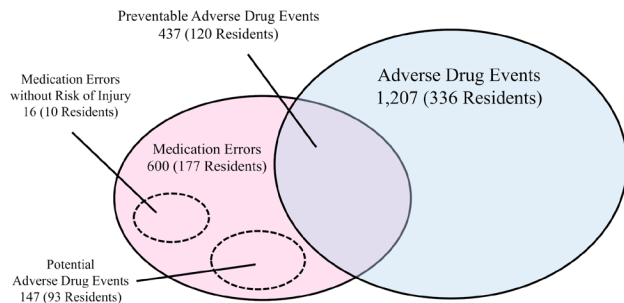 Preventable Adverse Drug Events
437 (120 Residents)
Medication Errors
without Risk of Injury
16 (10 Residents)
Adverse Drug Events
1,207 (336 Residents)
Medication Errors
600 (177 Residents)
Potential
Adverse Drug Events
147 (93 Residents)